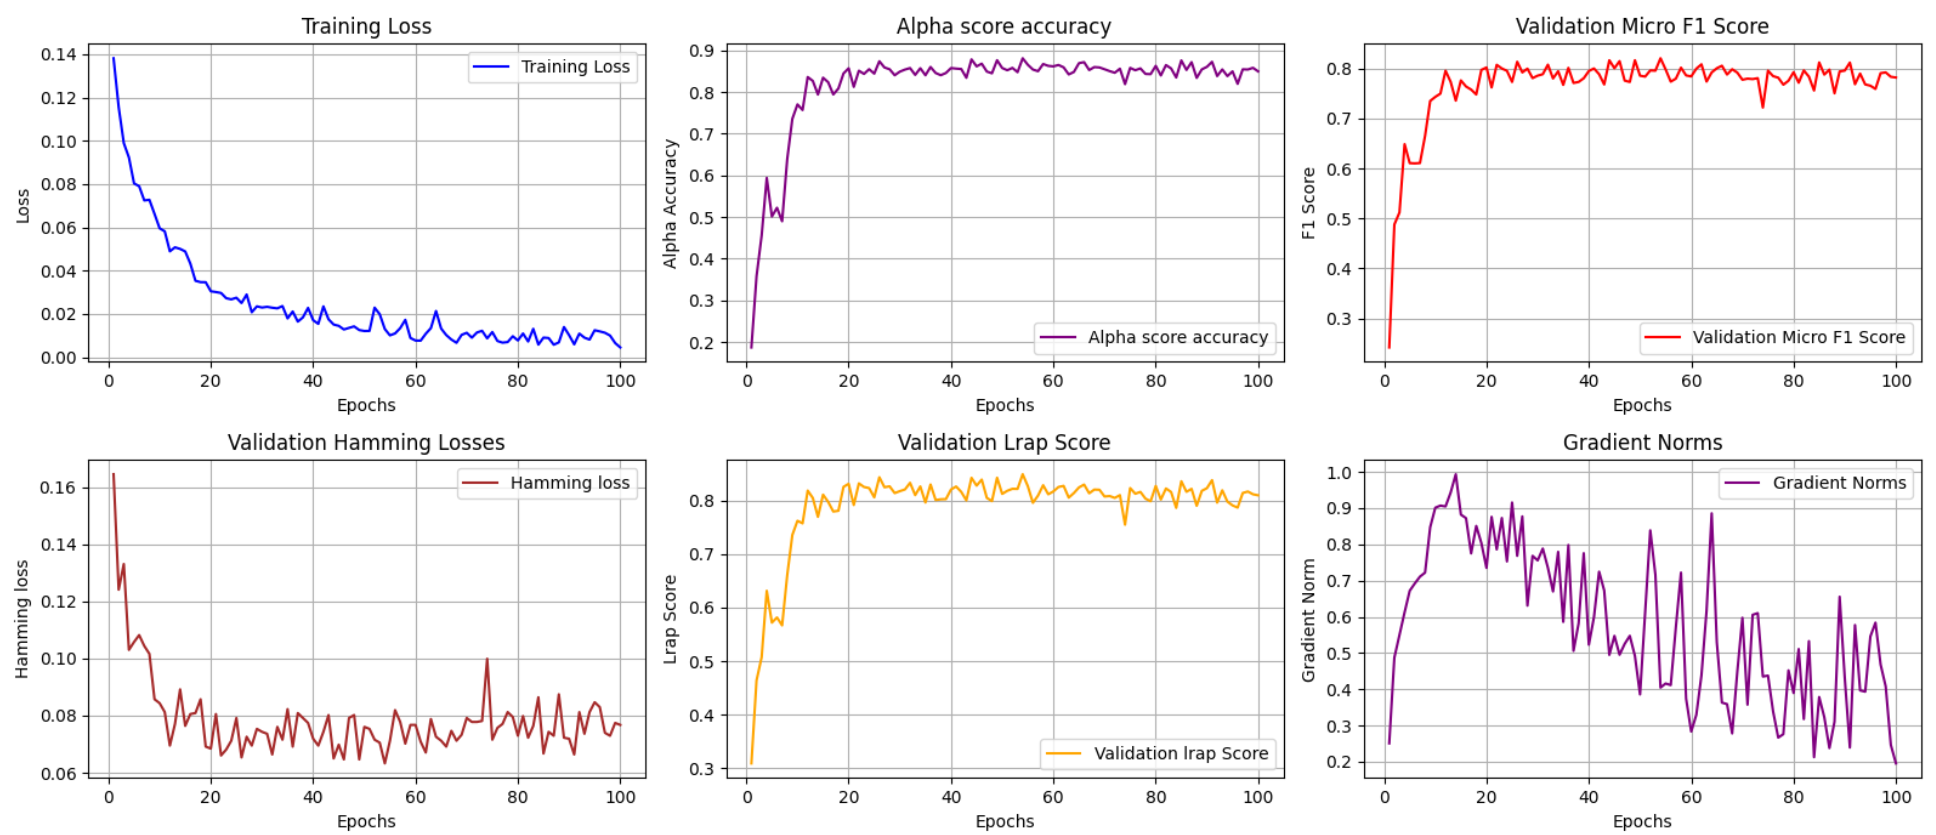 Training Loss
Loss
0.14
0.12
0.10
0.08
0.06
0.04
0.02
0.00
Training Loss
0 20 40 60 80 100
Epochs
Alpha score accuracy
Alpha Accuracy
0.9
0.8
0.7
0.6
0.5
0.4
0.3
0.2
Alpha score accuracy
0 20 40 60 80 100
Epochs
Validation Micro F1 Score
F1 Score
0.8
0.7
0.6
0.5
0.4
0.3
Validation Micro F1 Score
0 20 40 60 80 100
Epochs
Validation Hamming Losses
Hamming loss
0.16
0.14
0.12
0.10
0.08
0.06
Hamming loss
0 20 40 60 80 100
Epochs
Validation Lrap Score
Lrap Score
0.8
0.7
0.6
0.5
0.4
0.3
Validation lrap Score
0 20 40 60 80 100
Epochs
Gradient Norms
Gradient Norm
1.0
0.9
0.8
0.7
0.6
0.5
0.4
0.3
0.2
Gradient Norms
0 20 40 60 80 100
Epochs